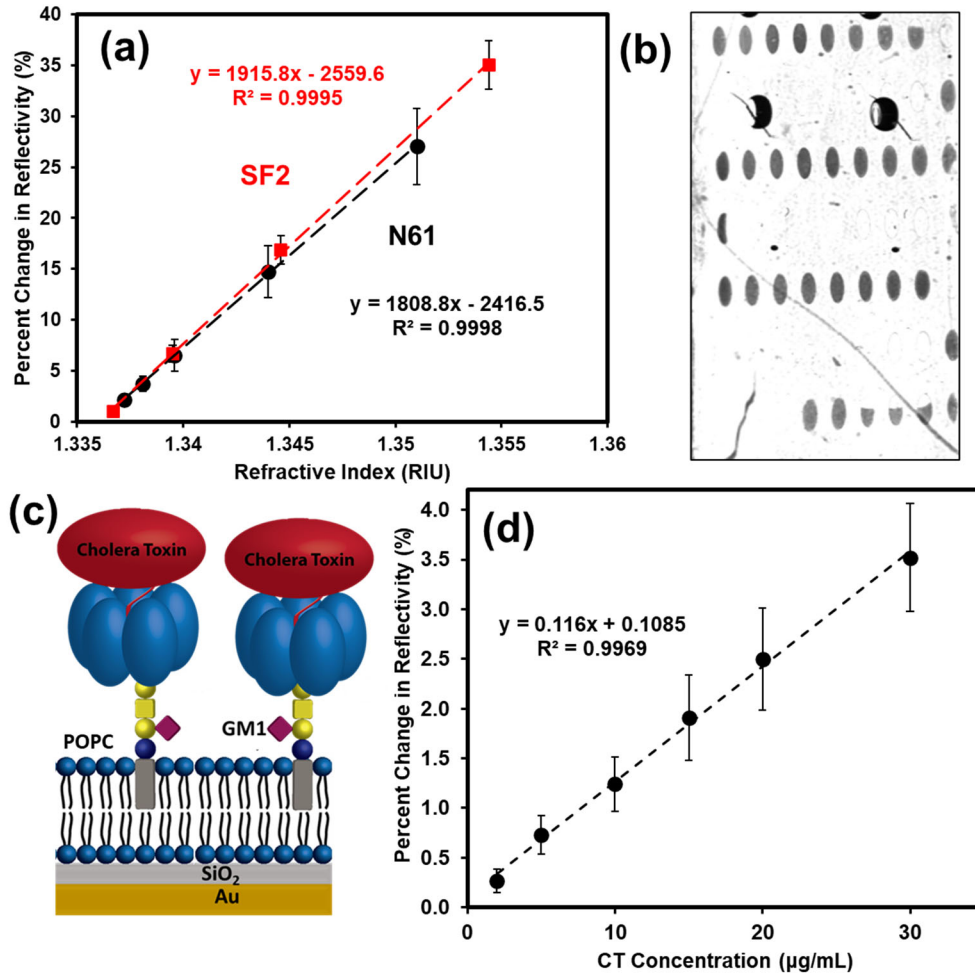 (a)
Percent Change in Reflectivity (%)
40
35
30
25
20
15
10
5
0
y = 1915.8x - 2559.6
R² = 0.9995
SF2
N61
y = 1808.8x - 2416.5
R² = 0.9998
1.335
1.34
1.345
1.35
1.355
1.36
Refractive Index (RIU)
(b)
(c)
Cholera Toxin
Cholera Toxin
POPC
GM1
SiO₂
Au
(d)
Percent Change in Reflectivity (%)
4.0
3.5
3.0
2.5
2.0
1.5
1.0
0.5
0.0
y = 0.116x + 0.1085
R² = 0.9969
0
10
20
30
CT Concentration (µg/mL)